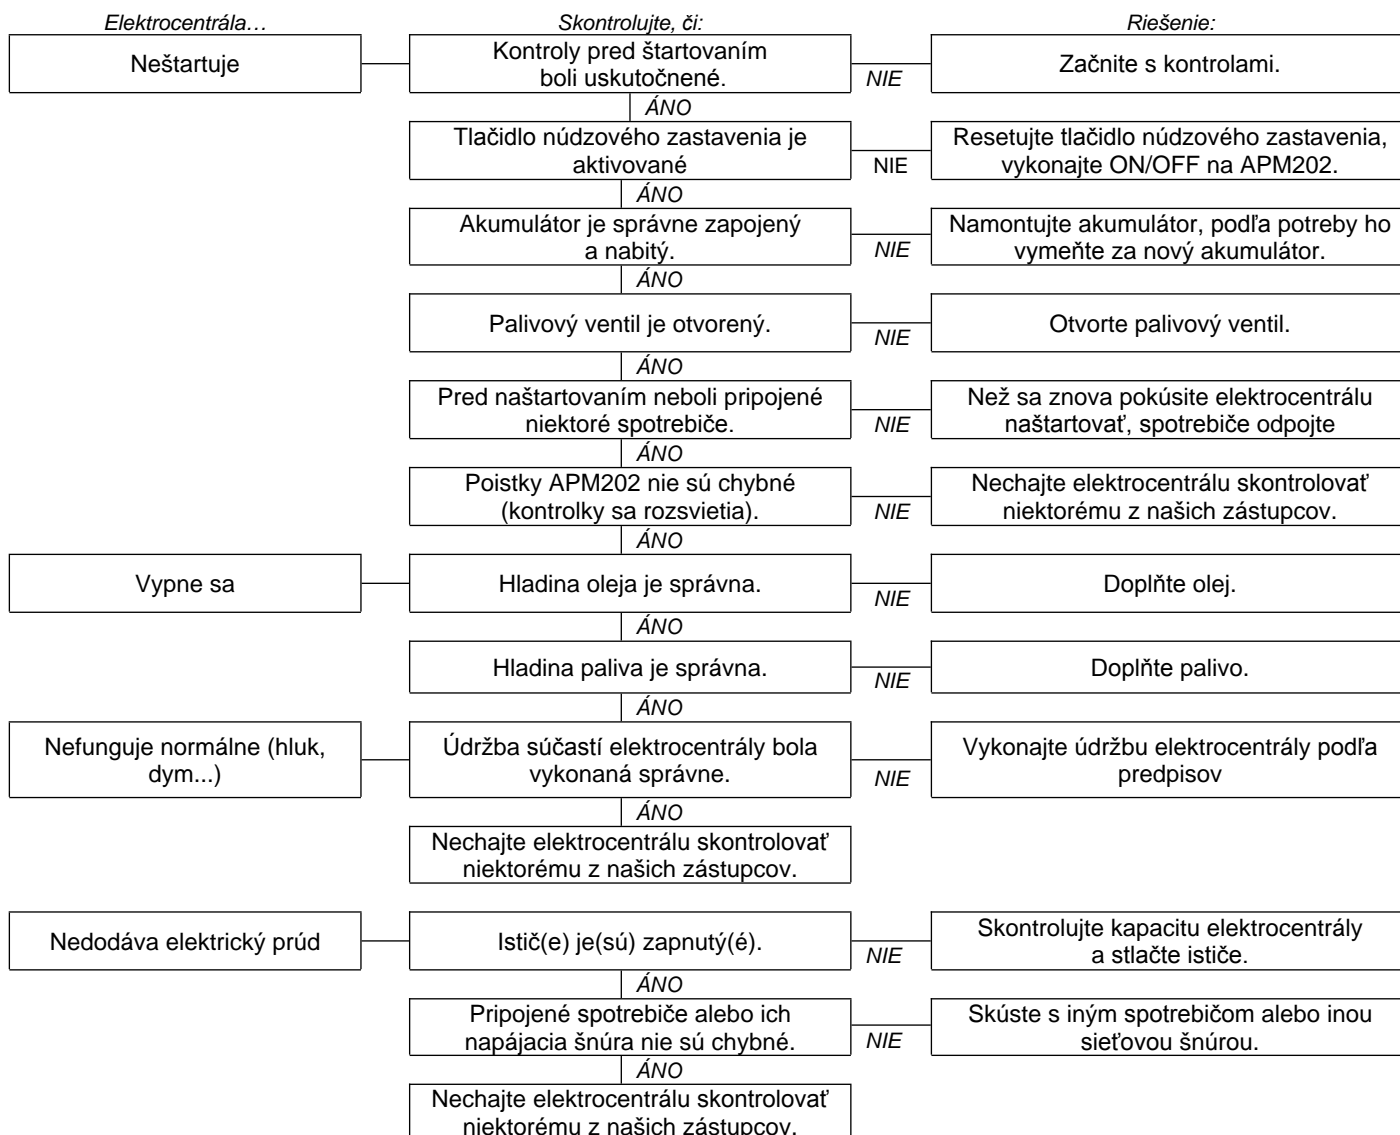 Elektrocentrála…
Skontrolujte, či:
Riešenie:
Neštartuje
Kontroly pred štartovaním
boli uskutočnené.
NIE
Začnite s kontrolami.
ÁNO
Tlačidlo núdzového zastavenia je
aktivované
NIE
Resetujte tlačidlo núdzového zastavenia,
vykonajte ON/OFF na APM202.
ÁNO
Akumulátor je správne zapojený
a nabitý.
NIE
Namontujte akumulátor, podľa potreby ho
vymeňte za nový akumulátor.
ÁNO
Palivový ventil je otvorený.
NIE
Otvorte palivový ventil.
ÁNO
Pred naštartovaním neboli pripojené
niektoré spotrebiče.
NIE
Než sa znova pokúsite elektrocentrálu
naštartovať, spotrebiče odpojte
ÁNO
Poistky APM202 nie sú chybné
(kontrolky sa rozsvietia).
NIE
Nechajte elektrocentrálu skontrolovať
niektorému z našich zástupcov.
ÁNO
Vypne sa
Hladina oleja je správna.
NIE
Doplňte olej.
ÁNO
Hladina paliva je správna.
NIE
Doplňte palivo.
ÁNO
Nefunguje normálne (hluk,
dym...)
Údržba súčastí elektrocentrály bola
vykonaná správne.
NIE
Vykonajte údržbu elektrocentrály podľa
predpisov
ÁNO
Nechajte elektrocentrálu skontrolovať
niektorému z našich zástupcov.
Nedodáva elektrický prúd
Istič(e) je(sú) zapnutý(é).
NIE
Skontrolujte kapacitu elektrocentrály
a stlačte ističe.
ÁNO
Pripojené spotrebiče alebo ich
napájacia šnúra nie sú chybné.
NIE
Skúste s iným spotrebičom alebo inou
sieťovou šnúrou.
ÁNO
Nechajte elektrocentrálu skontrolovať
niektorému z našich zástupcov.